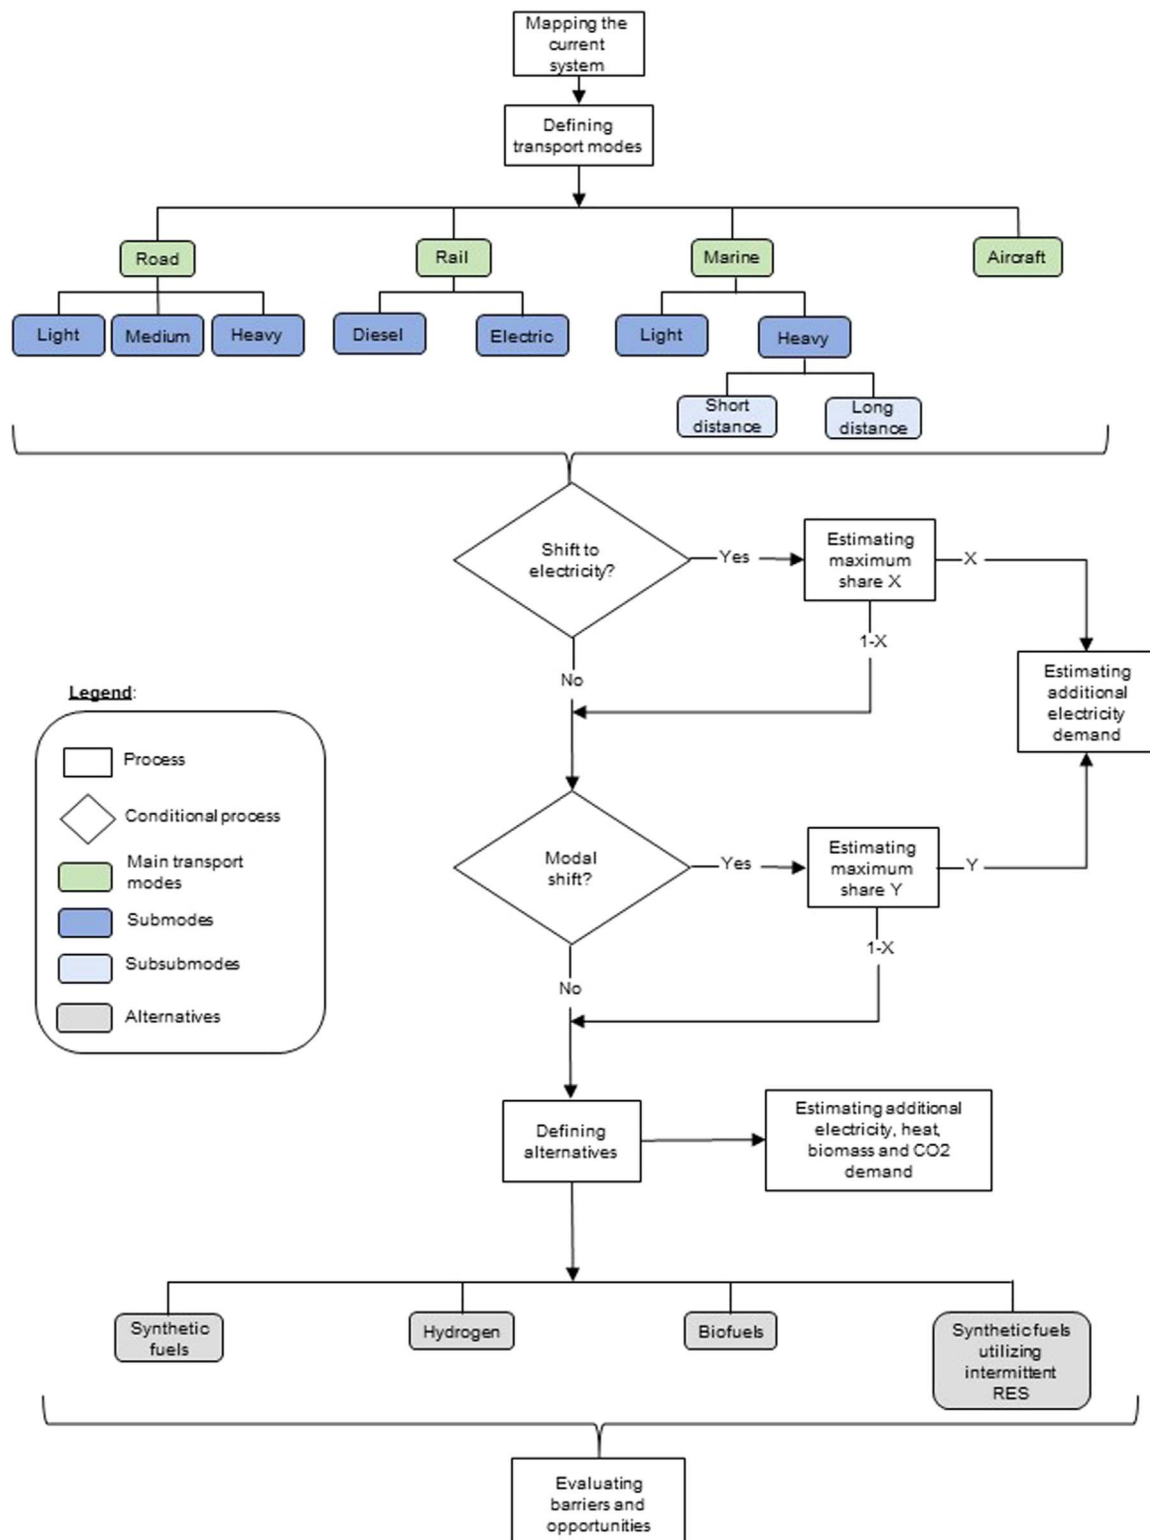 Mapping the
current
system
Defining
transport modes
Road
Rail
Marine
Aircraft
Light
Medium
Heavy
Diesel
Electric
Light
Heavy
Short
distance
Long
distance
Shift to
electricity?
Yes
Estimating
maximum
share X
X
1-X
No
Estimating
additional
electricity
demand
Legend:
Process
Conditional process
Main transport
modes
Submodes
Subsubmodes
Alternatives
Modal
shift?
Yes
Estimating
maximum
share Y
Y
1-X
No
Defining
alternatives
Estimating additional
electricity, heat,
biomass and CO2
demand
Synthetic
fuels
Hydrogen
Biofuels
Synthetic fuels
utilizing
intermittent
RES
Evaluating
barriers and
opportunities